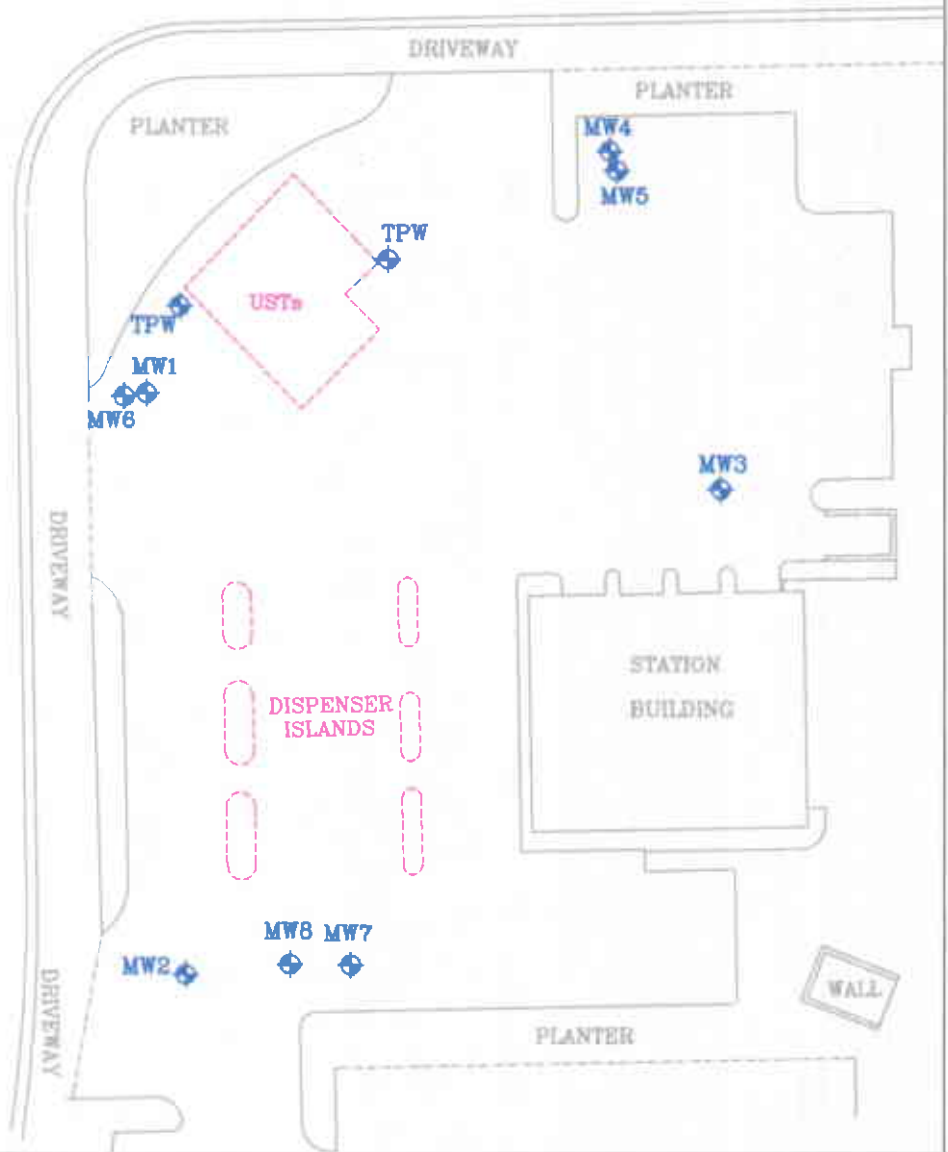 DRIVEWAY
PLANTER
PLANTER
MW4
MW5
TPW
USTs
TPW
MW1
MW6
MW3
DRIVEWAY
STATION
BUILDING
DISPENSER
ISLANDS
MW8
MW7
MW2
WALL
DRIVEWAY
PLANTER